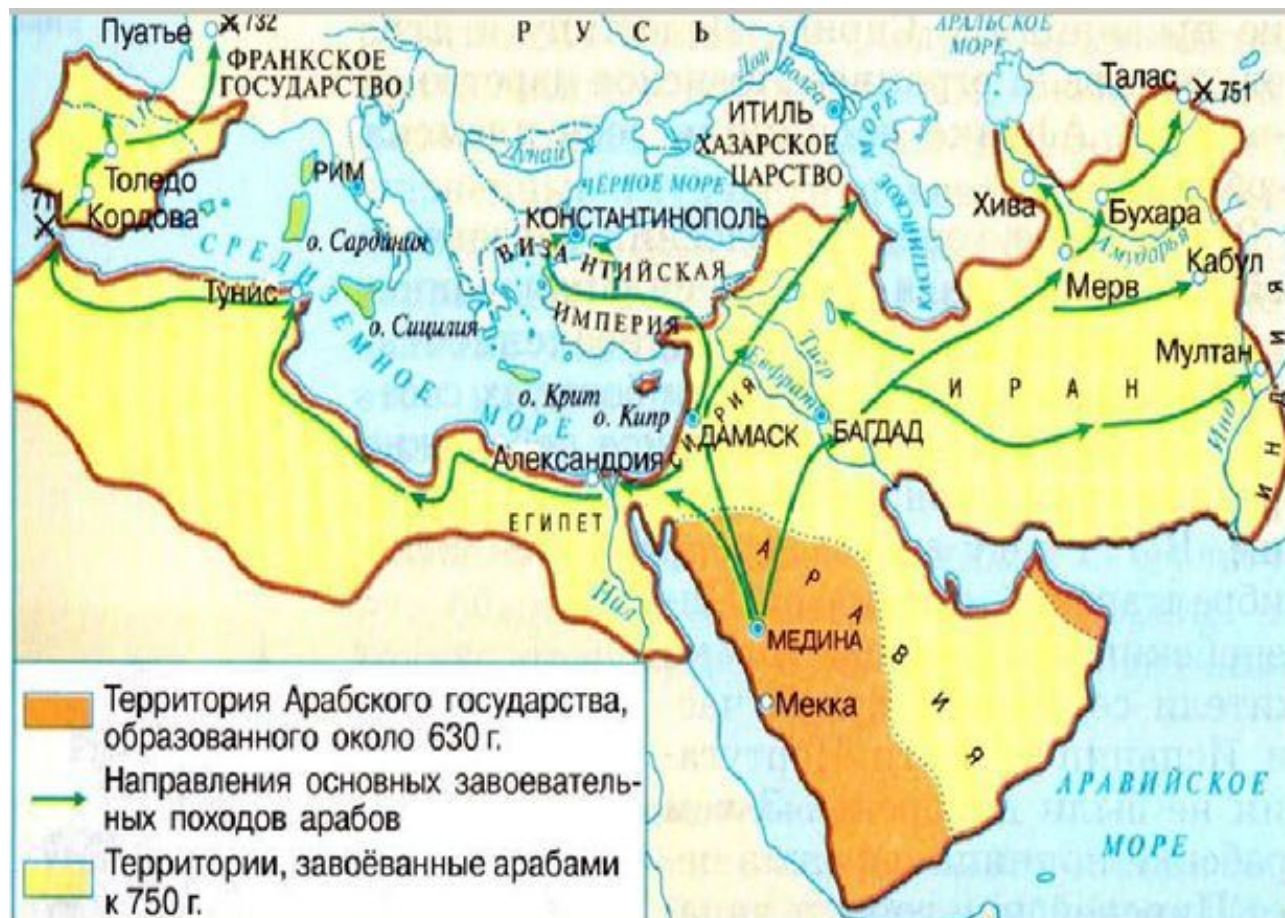 Пуатье
732
ФРАНКСКОЕ
ГОСУДАРСТВО
РУСЬ
АРАЛЬСКОЕ
МОРЕ
Талас
751
Дон
Волга
ИТИЛЬ
ХАЗАРСКОЕ
ЦАРСТВО
КАСПИЙСКОЕ
МОРЕ
Дунай
ЧЁРНОЕ МОРЕ
РИМ
Толедо
Кордова
о. Сардиния
КОНСТАНТИНОПОЛЬ
ВИЗАНТИЙСКАЯ
ИМПЕРИЯ
Хива
Бухара
Амударья
Мерв
Кабул
СРЕДИЗЕМНОЕ
МОРЕ
Тунис
о. Сицилия
о. Крит
о. Кипр
Тигр
Евфрат
СИРИЯ
ДАМАСК
БАГДАД
ИРАН
Мултан
Инд
ИНДИЯ
Александрия
ЕГИПЕТ
Нил
АРАВИЯ
МЕДИНА
Мекка
АРАВИЙСКОЕ
МОРЕ
Территория Арабского государства,
образованного около 630 г.
Направления основных завоеватель-
ных походов арабов
Территории, завоёванные арабами
к 750 г.